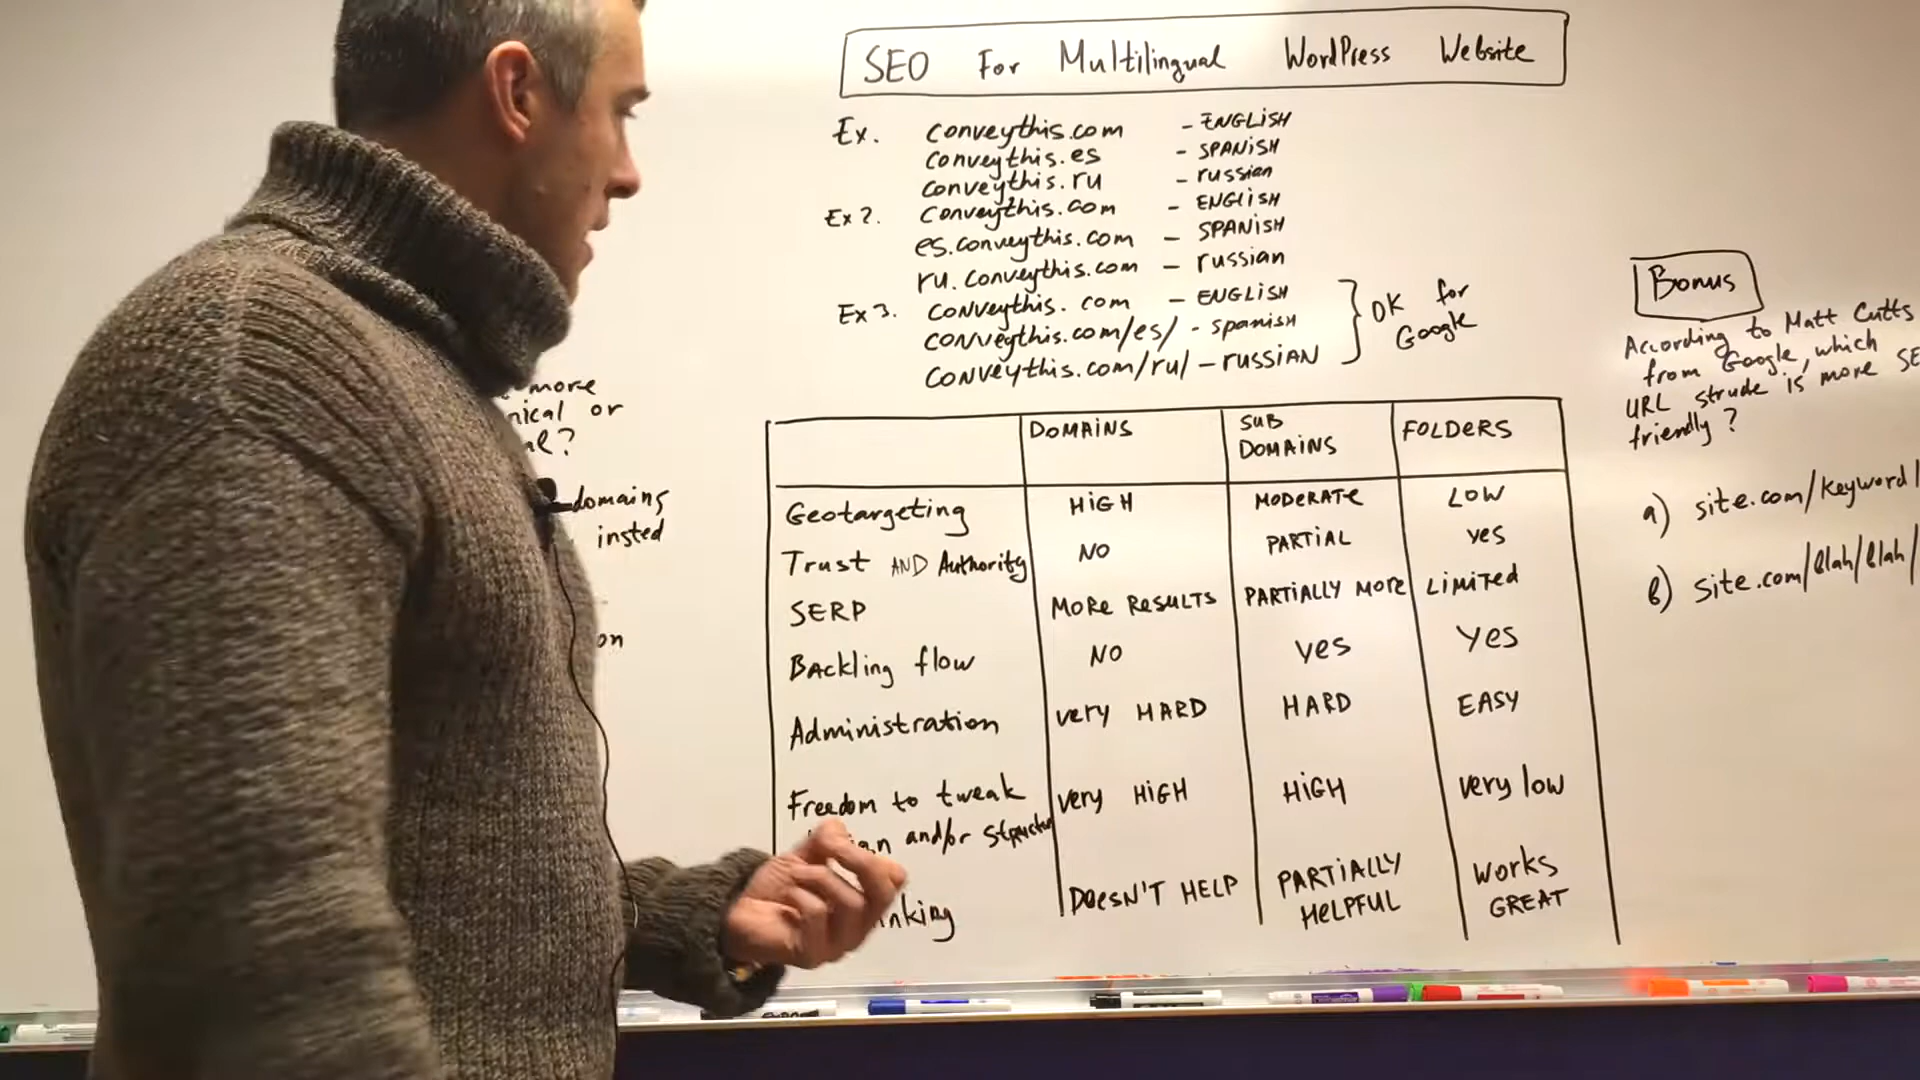 SEO For Multilingual WordPress Website
Ex. conveythis.com - ENGLISH
conveythis.es - SPANISH
conveythis.ru - russian
Ex 2. conveythis.com - ENGLISH
es.conveythis.com - SPANISH
ru.conveythis.com - russian
Ex 3. conveythis.com - ENGLISH
conveythis.com/es/ - spanish
conveythis.com/ru/ - RUSSIAN
OK for
Google
more
or
domains
insted
DOMAINS SUB DOMAINS FOLDERS
Geotargeting HIGH MODERATE LOW
Trust AND Authority NO PARTIAL yes
SERP MORE RESULTS PARTIALLY MORE LIMITED
Backling flow NO yes yes
Administration very HARD HARD EASY
Freedom to tweak very HIGH HIGH very low
and/or structu
DOESN'T HELP PARTIALLY HELPFUL WORKS GREAT
nking
Bonus
According to Matt Cutts
from Google, which
URL strude is more SE
friendly?
a) site.com/keyword/
b) site.com/blah/blah/